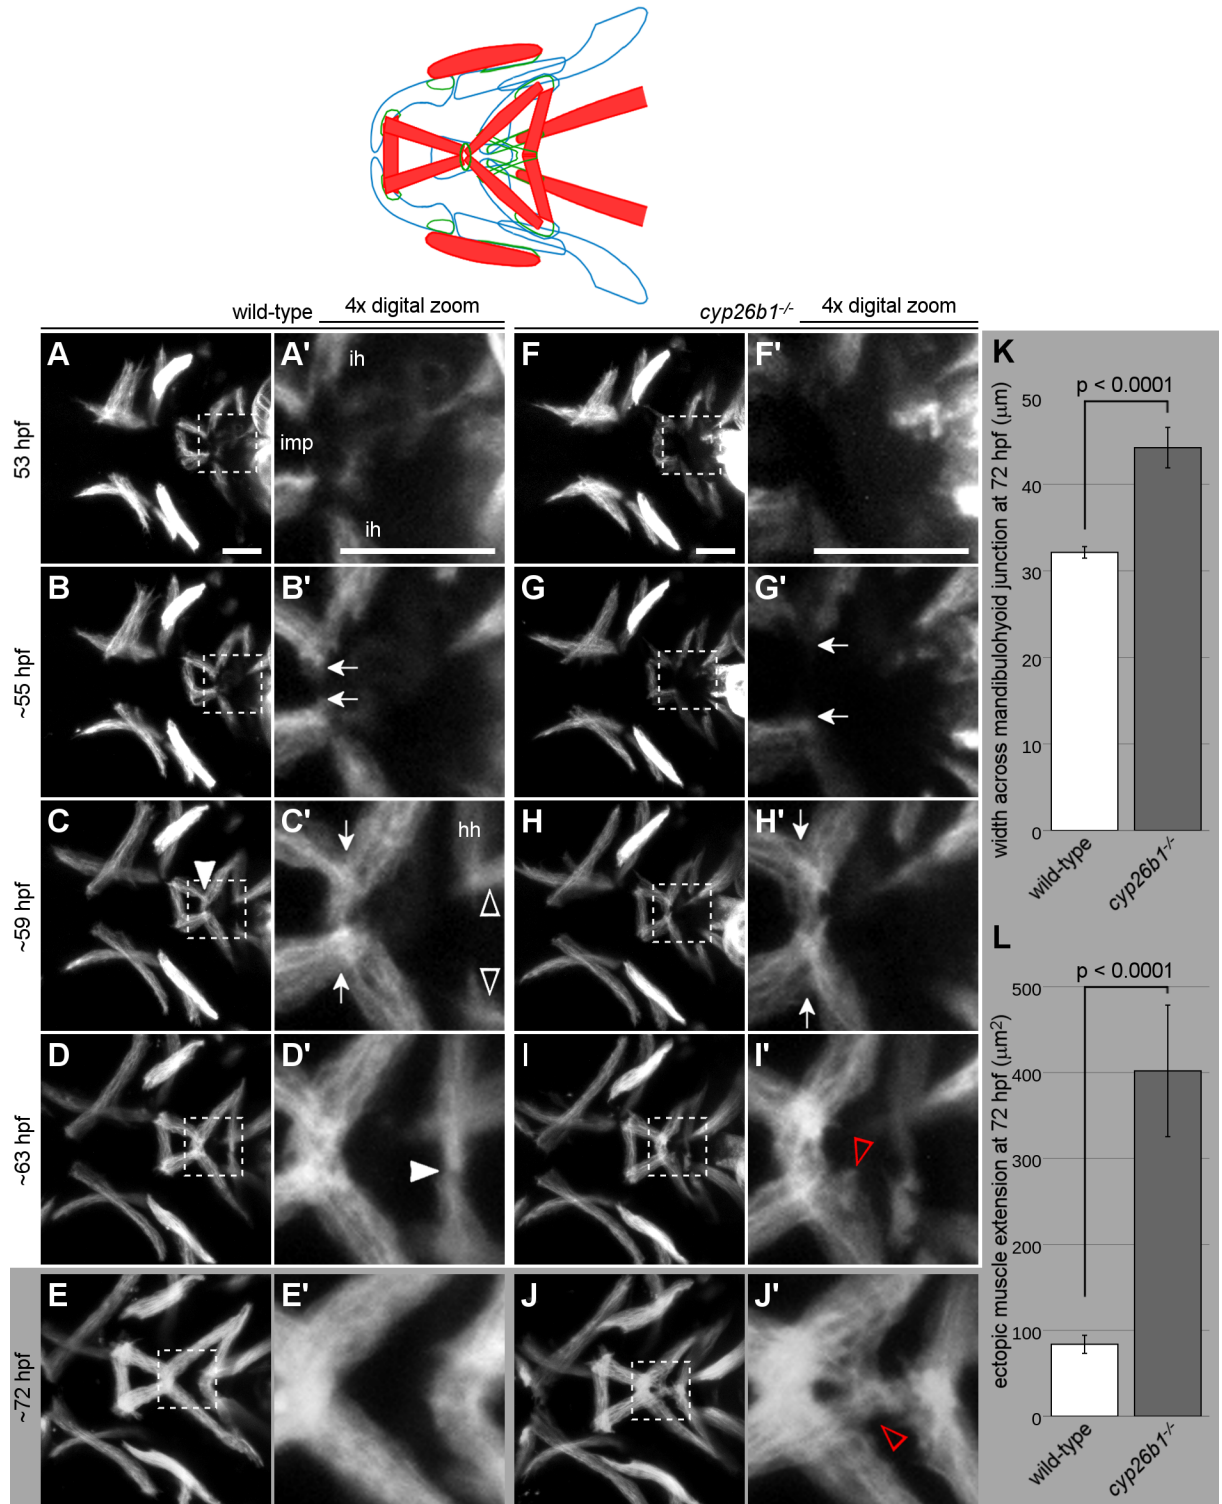 wild-type 4x digital zoom
cyp26b1-/- 4x digital zoom
53 hpf
A
A'
ih
imp
ih
F
F'
~55 hpf
B
B'
G
G'
~59 hpf
C
C'
hh
H
H'
~63 hpf
D
D'
I
I'
~72 hpf
E
E'
J
J'
K
p < 0.0001
width across mandibulohyoid junction at 72 hpf (µm)
50
40
30
20
10
0
wild-type
cyp26b1-/-
L
p < 0.0001
ectopic muscle extension at 72 hpf (µm²)
500
400
300
200
100
0
wild-type
cyp26b1-/-